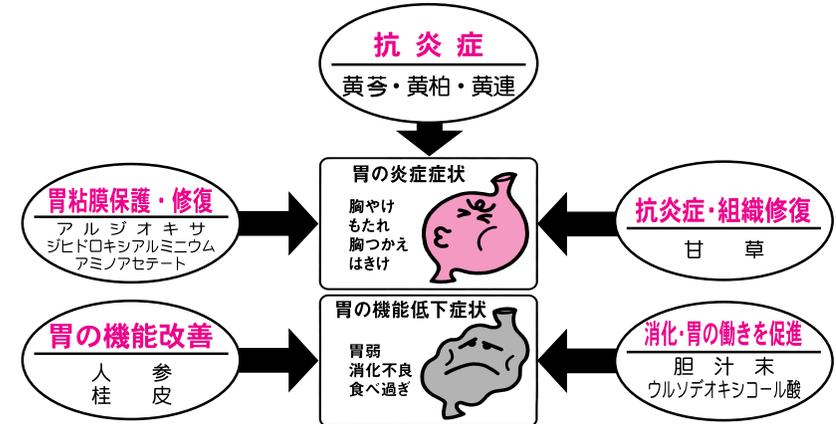 抗炎症
黄芩・黄柏・黄連
胃の炎症症状
胸やけ
もたれ
胸つかえ
はきけ
胃粘膜保護・修復
アルジオキサ
ジヒドロキシアルミニウム
アミノアセテート
抗炎症・組織修復
甘草
胃の機能低下症状
胃弱
消化不良
食べ過ぎ
胃の機能改善
人参
桂皮
消化・胃の働きを促進
胆汁末
ウルソデオキシコール酸